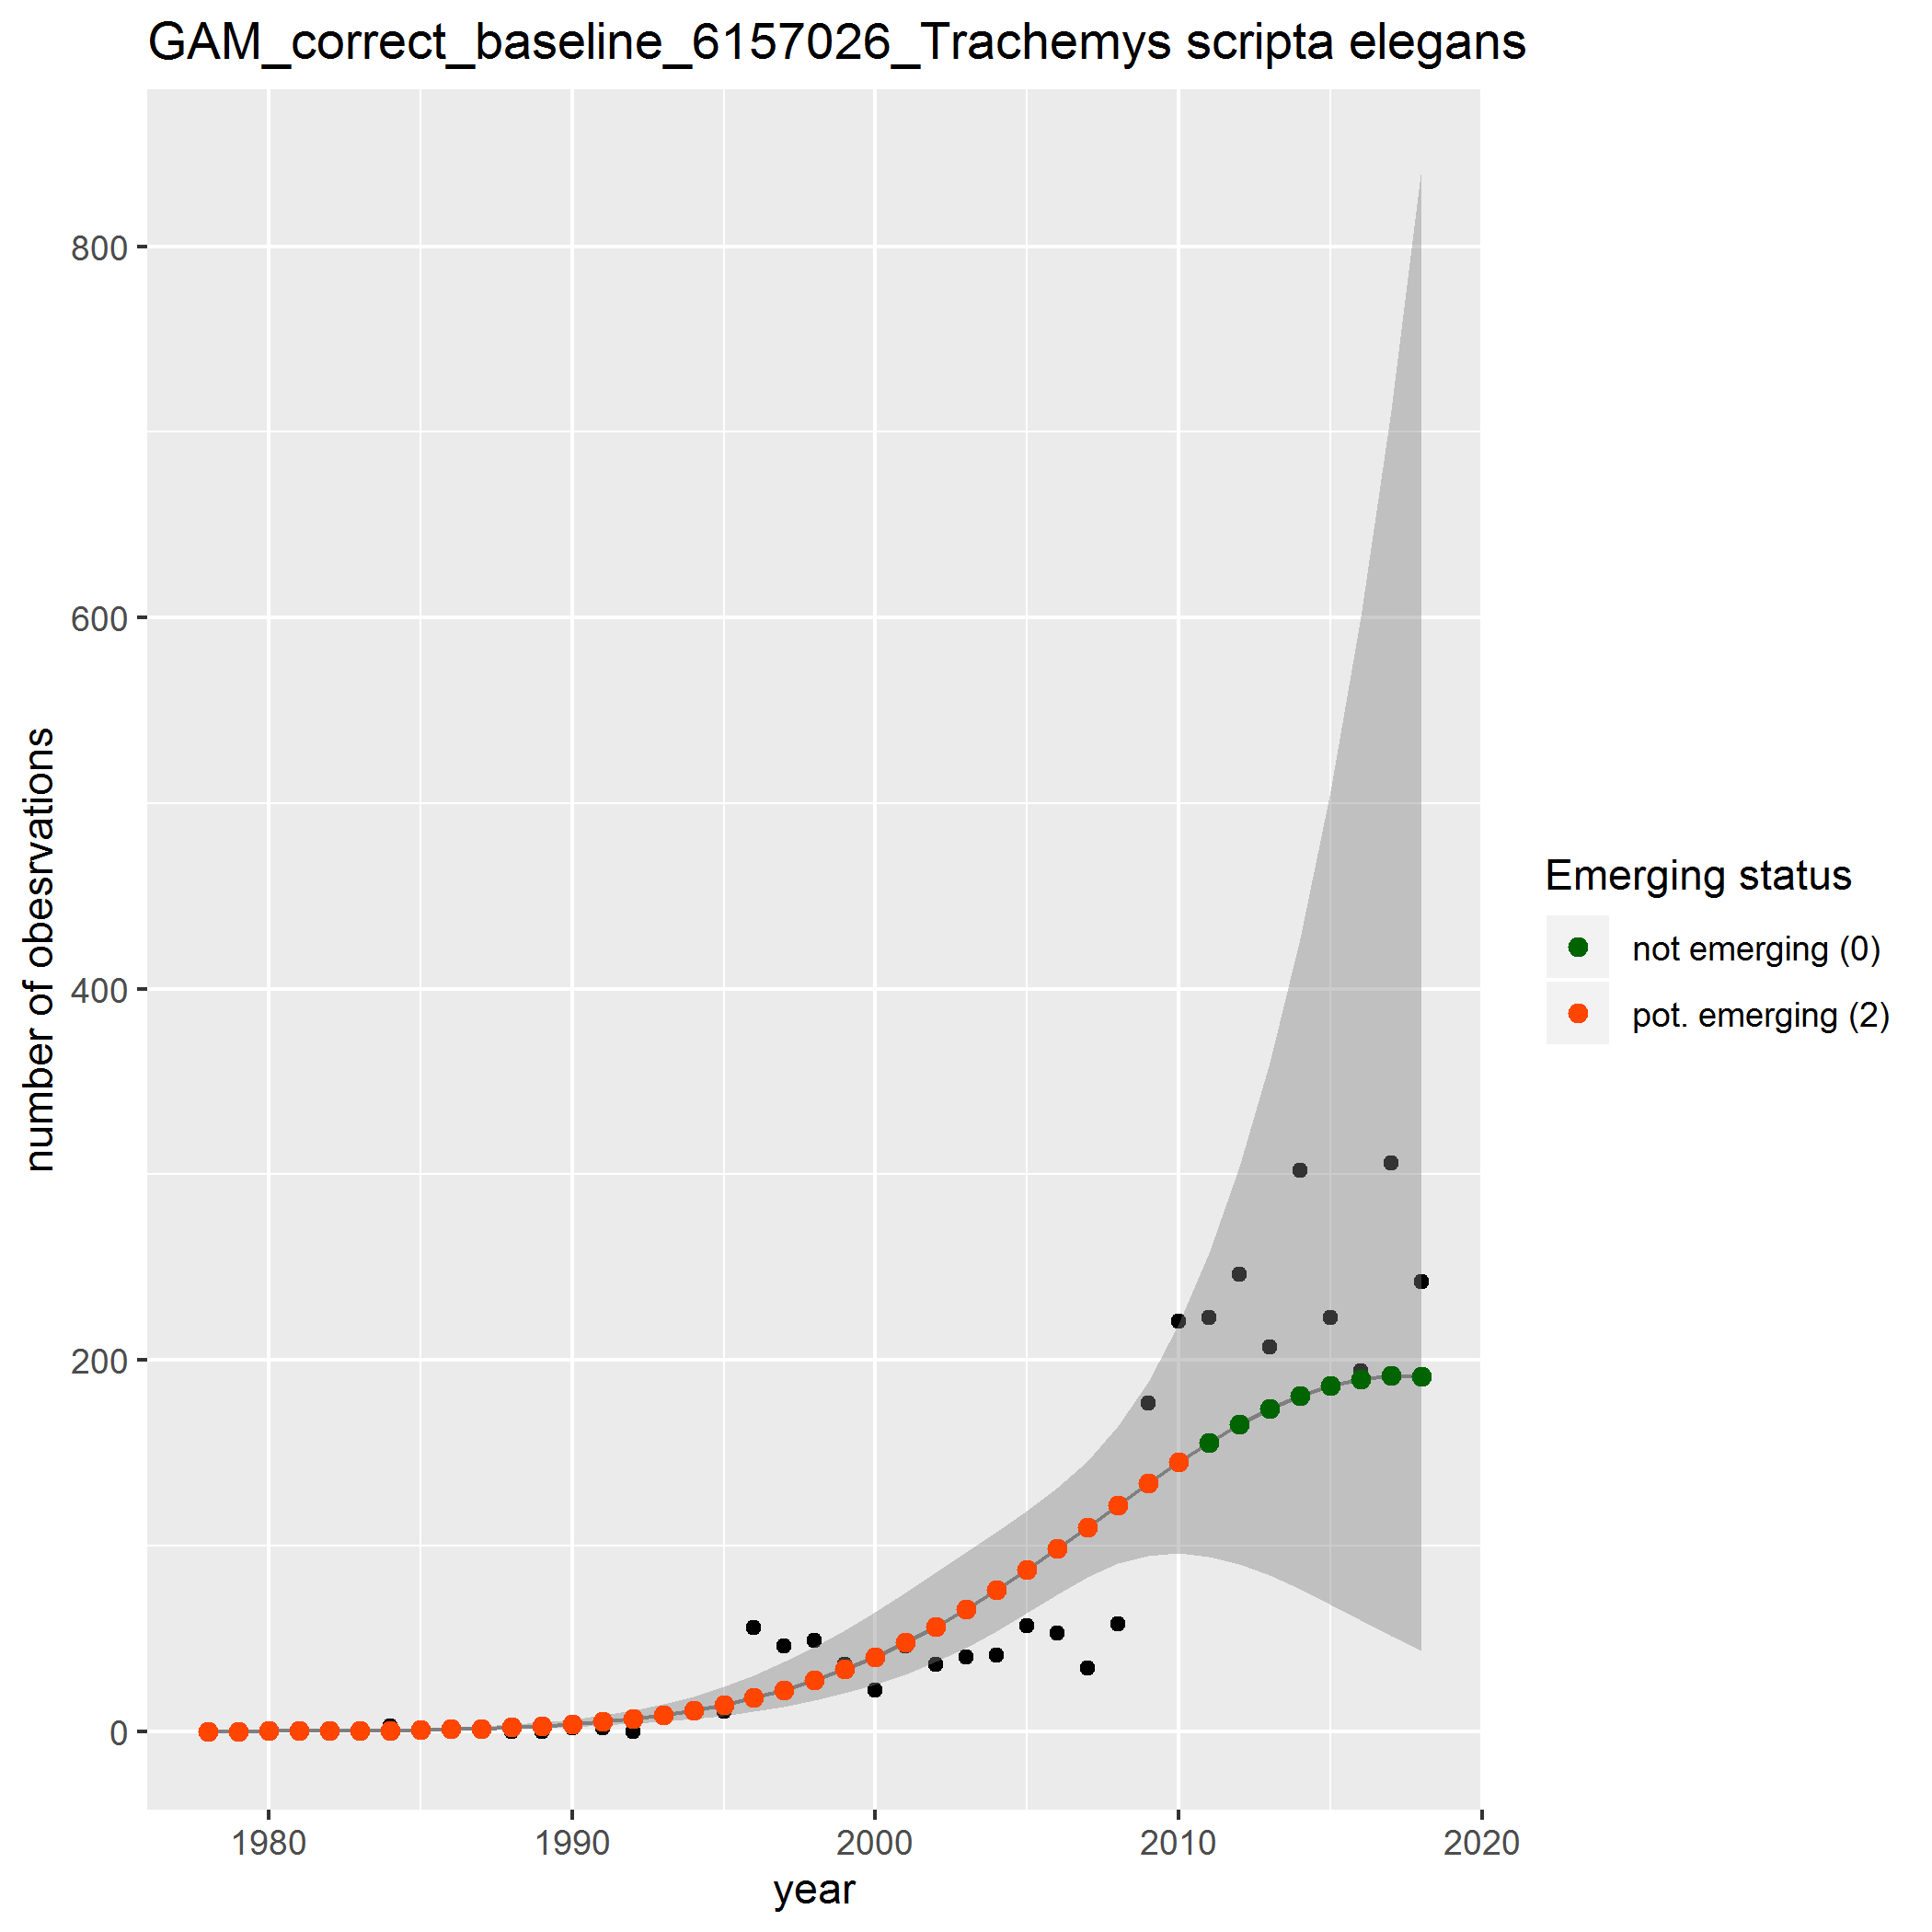 GAM_correct_baseline_6157026_Trachemys scripta elegans
number of obesrvations
800
600
400
200
0
1980 1990 2000 2010 2020
year
Emerging status
not emerging (0)
pot. emerging (2)